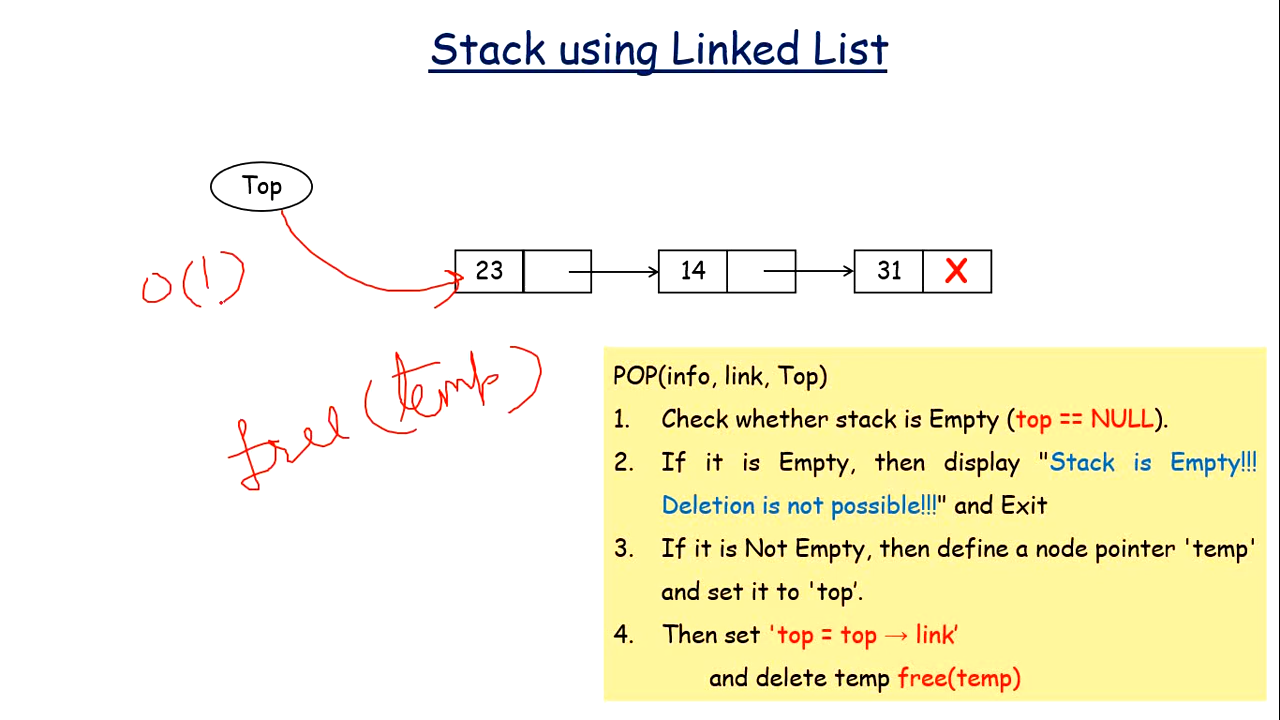 Stack using Linked List
Top
O(1)
23
14
31 X
free(temp)
POP(info, link, Top)
1. Check whether stack is Empty (top == NULL).
2. If it is Empty, then display "Stack is Empty!!!
Deletion is not possible!!!" and Exit
3. If it is Not Empty, then define a node pointer 'temp'
and set it to 'top’.
4. Then set 'top = top → link’
and delete temp free(temp)